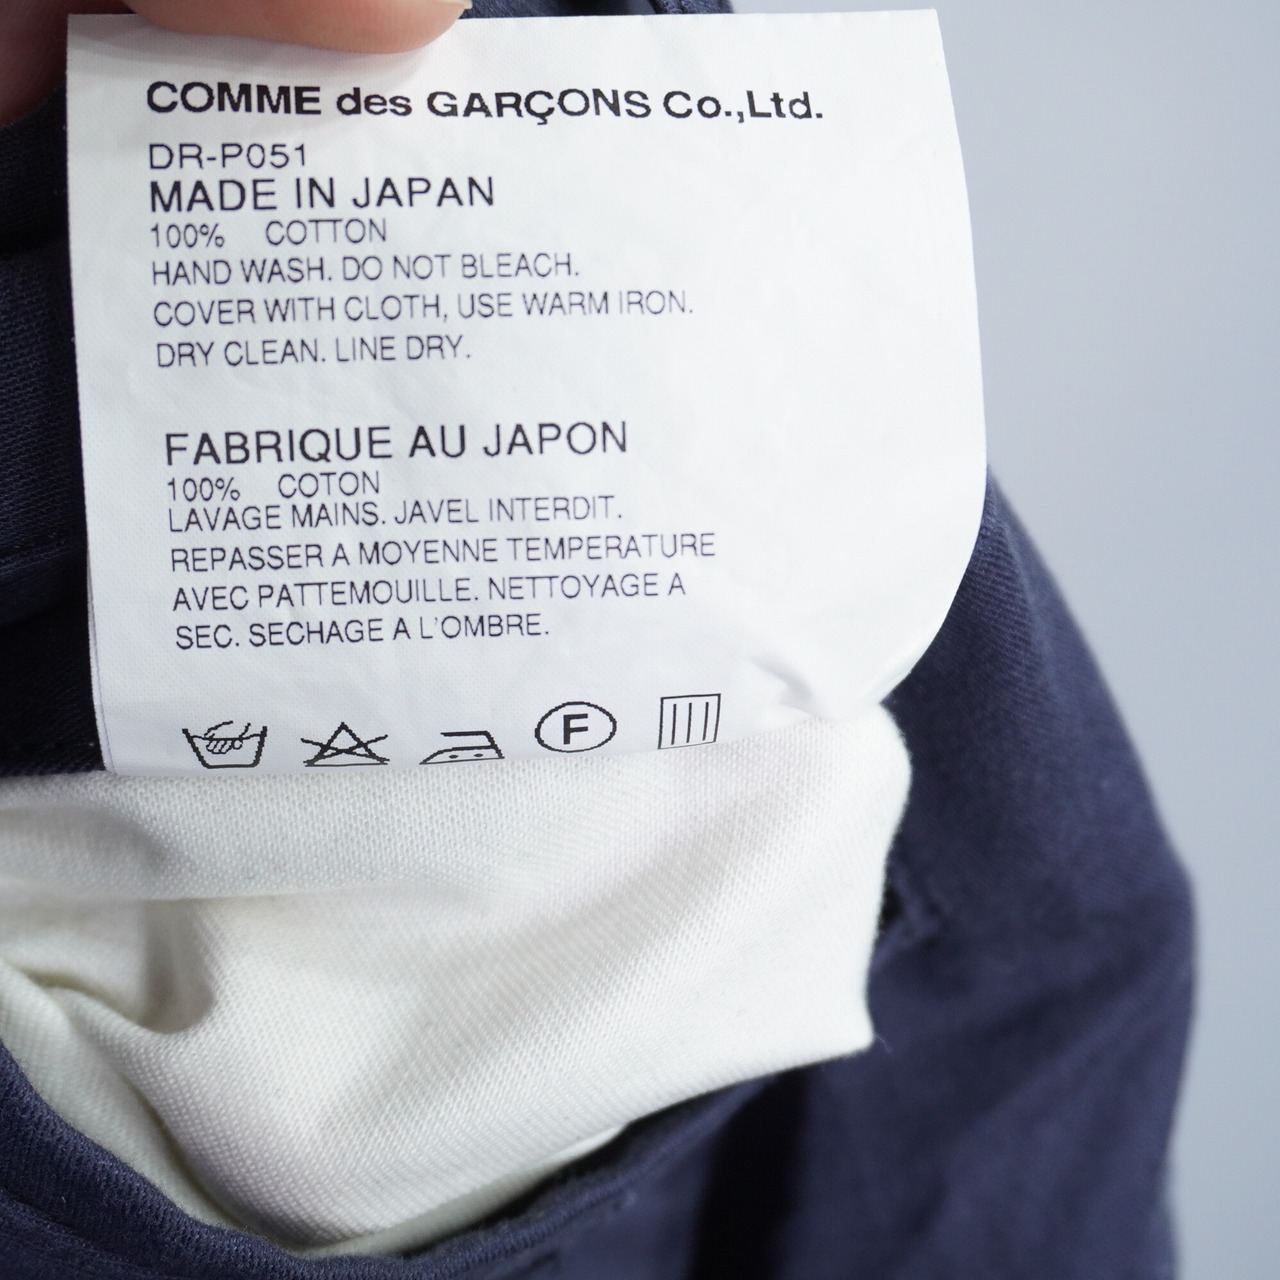 COMME des GARÇONS Co.,Ltd.
DR-P051
MADE IN JAPAN
100% COTTON
HAND WASH. DO NOT BLEACH.
COVER WITH CLOTH, USE WARM IRON.
DRY CLEAN. LINE DRY.
FABRIQUE AU JAPON
100% COTON
LAVAGE MAINS. JAVEL INTERDIT.
REPASSER A MOYENNE TEMPERATURE
AVEC PATTEMOUILLE. NETTOYAGE A
SEC. SECHAGE A L'OMBRE.
F